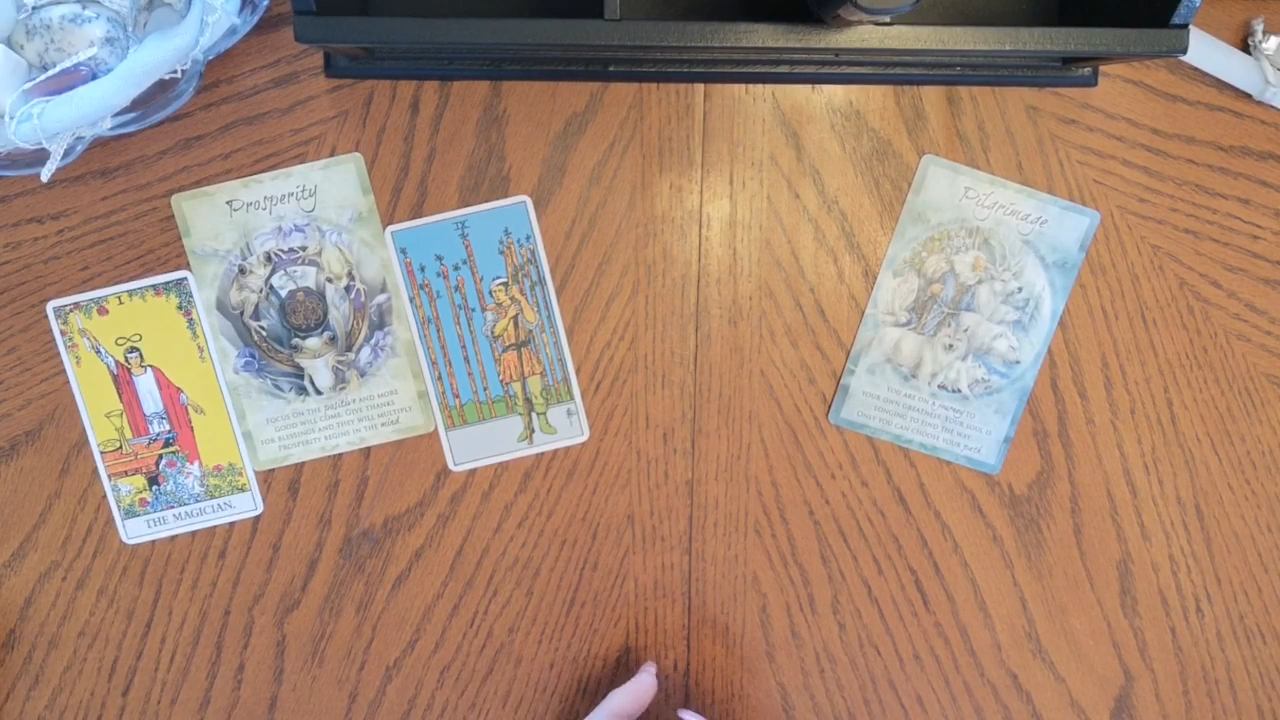 I
THE MAGICIAN.
Prosperity
FOCUS ON THE positive AND MORE
GOOD WILL COME. GIVE THANKS
FOR BLESSINGS AND THEY WILL MULTIPLY
PROSPERITY BEGINS IN THE mind.
IX
Pilgrimage
YOU ARE ON A journey TO
YOUR OWN GREATNESS. YOUR SOUL IS
LONGING TO FIND THE WAY.
ONLY YOU CAN CHOOSE YOUR path.